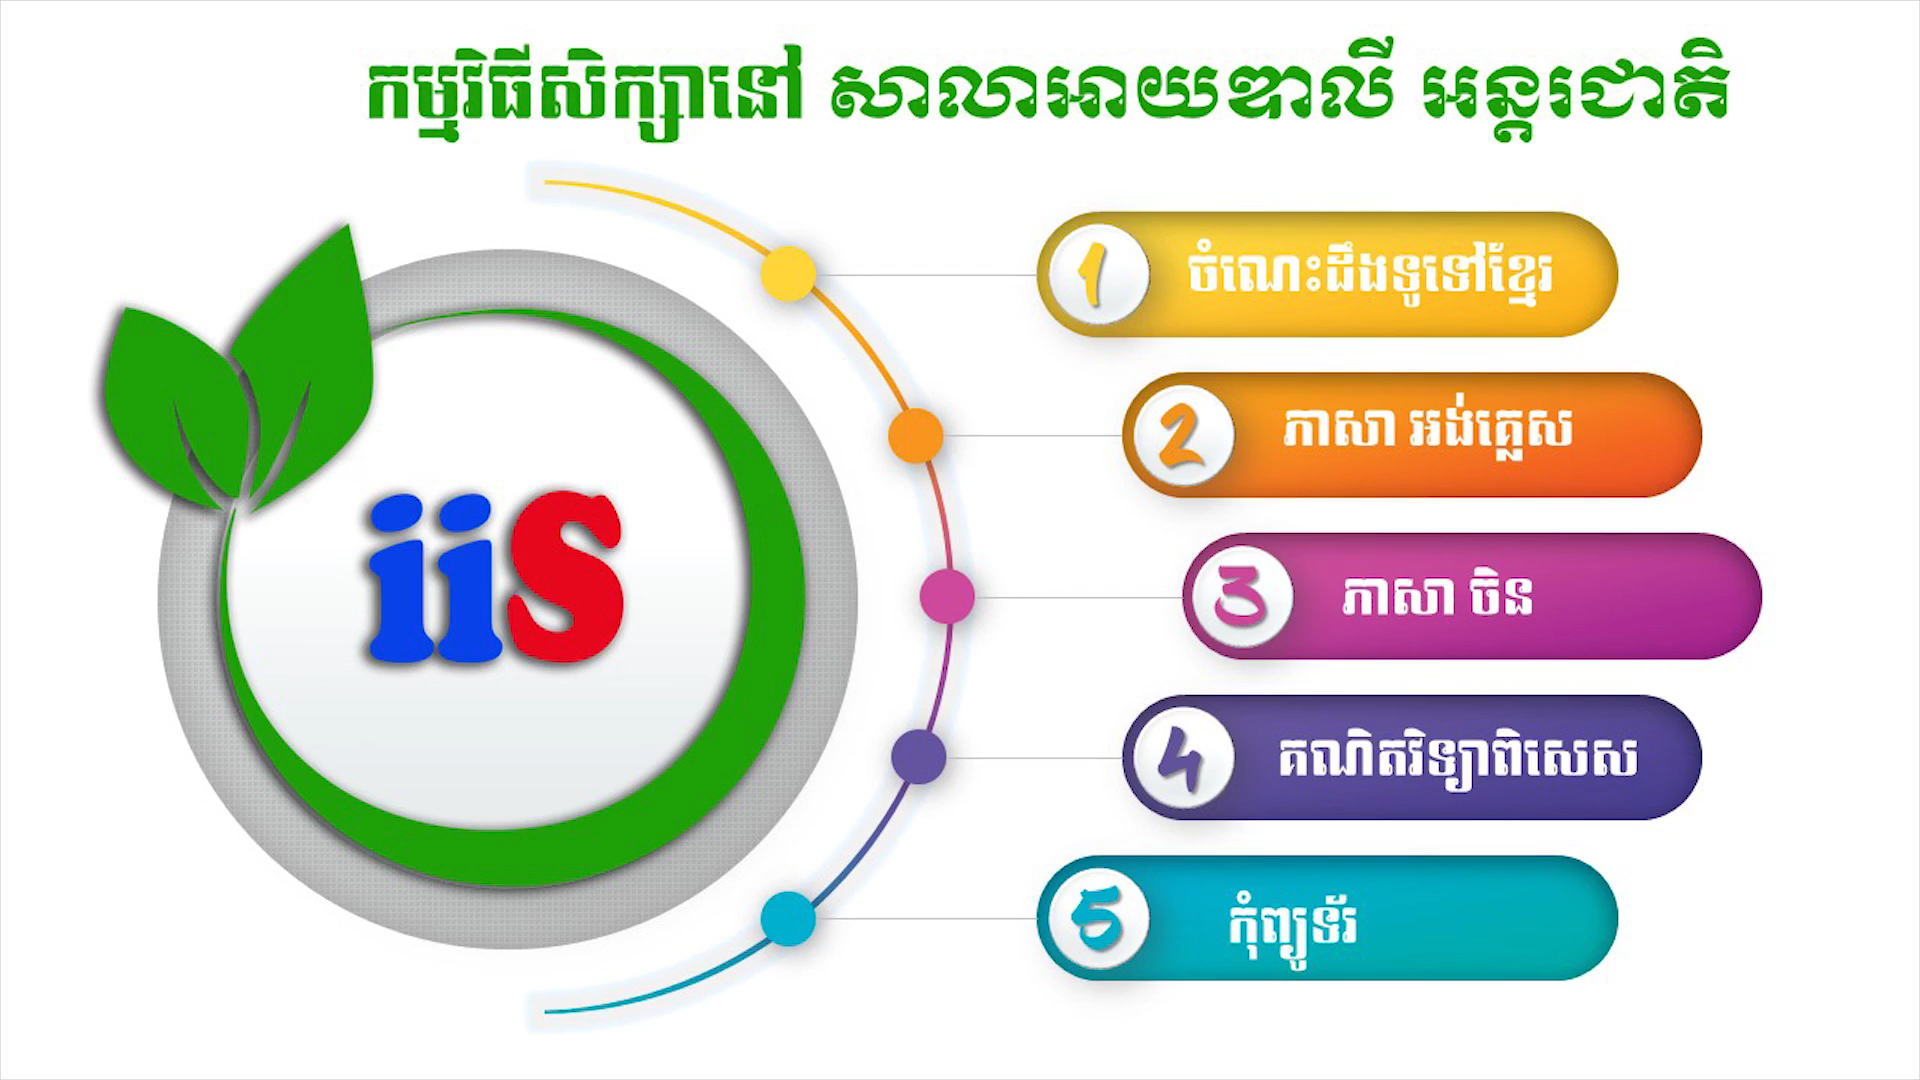 កម្មវិធីសិក្សានៅ សាលាអាយឌាលី អន្តរជាតិ
iis
1 ចំណេះដឹងទូទៅខ្មែរ
2 ភាសា អង់គ្លេស
3 ភាសា ចិន
4 គណិតវិទ្យាពិសេស
5 កុំព្យូទ័រ